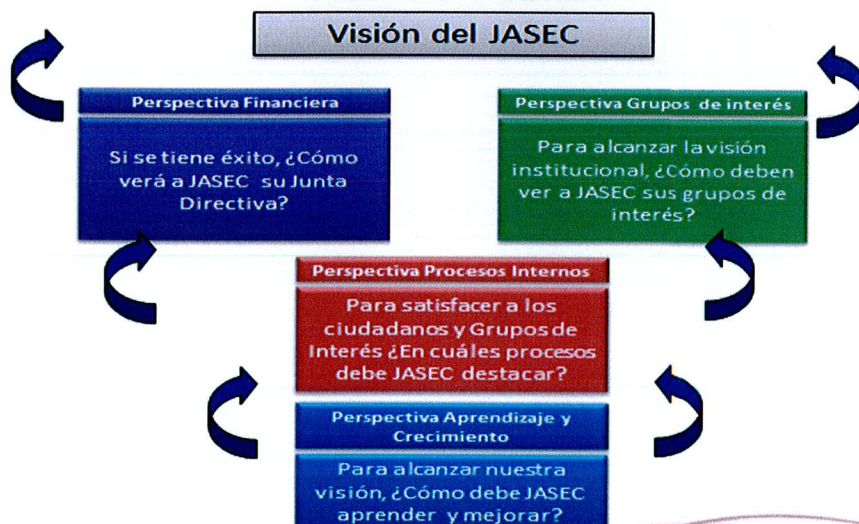 Visión del JASEC
Perspectiva Financiera
Si se tiene éxito, ¿Cómo
verá a JASEC su Junta
Directiva?
Perspectiva Grupos de interés
Para alcanzar la visión
institucional, ¿Cómo deben
ver a JASEC sus grupos de
interés?
Perspectiva Procesos Internos
Para satisfacer a los
ciudadanos y Grupos de
Interés ¿En cuáles procesos
debe JASEC destacar?
Perspectiva Aprendizaje y
Crecimiento
Para alcanzar nuestra
visión, ¿Cómo debe JASEC
aprender y mejorar?